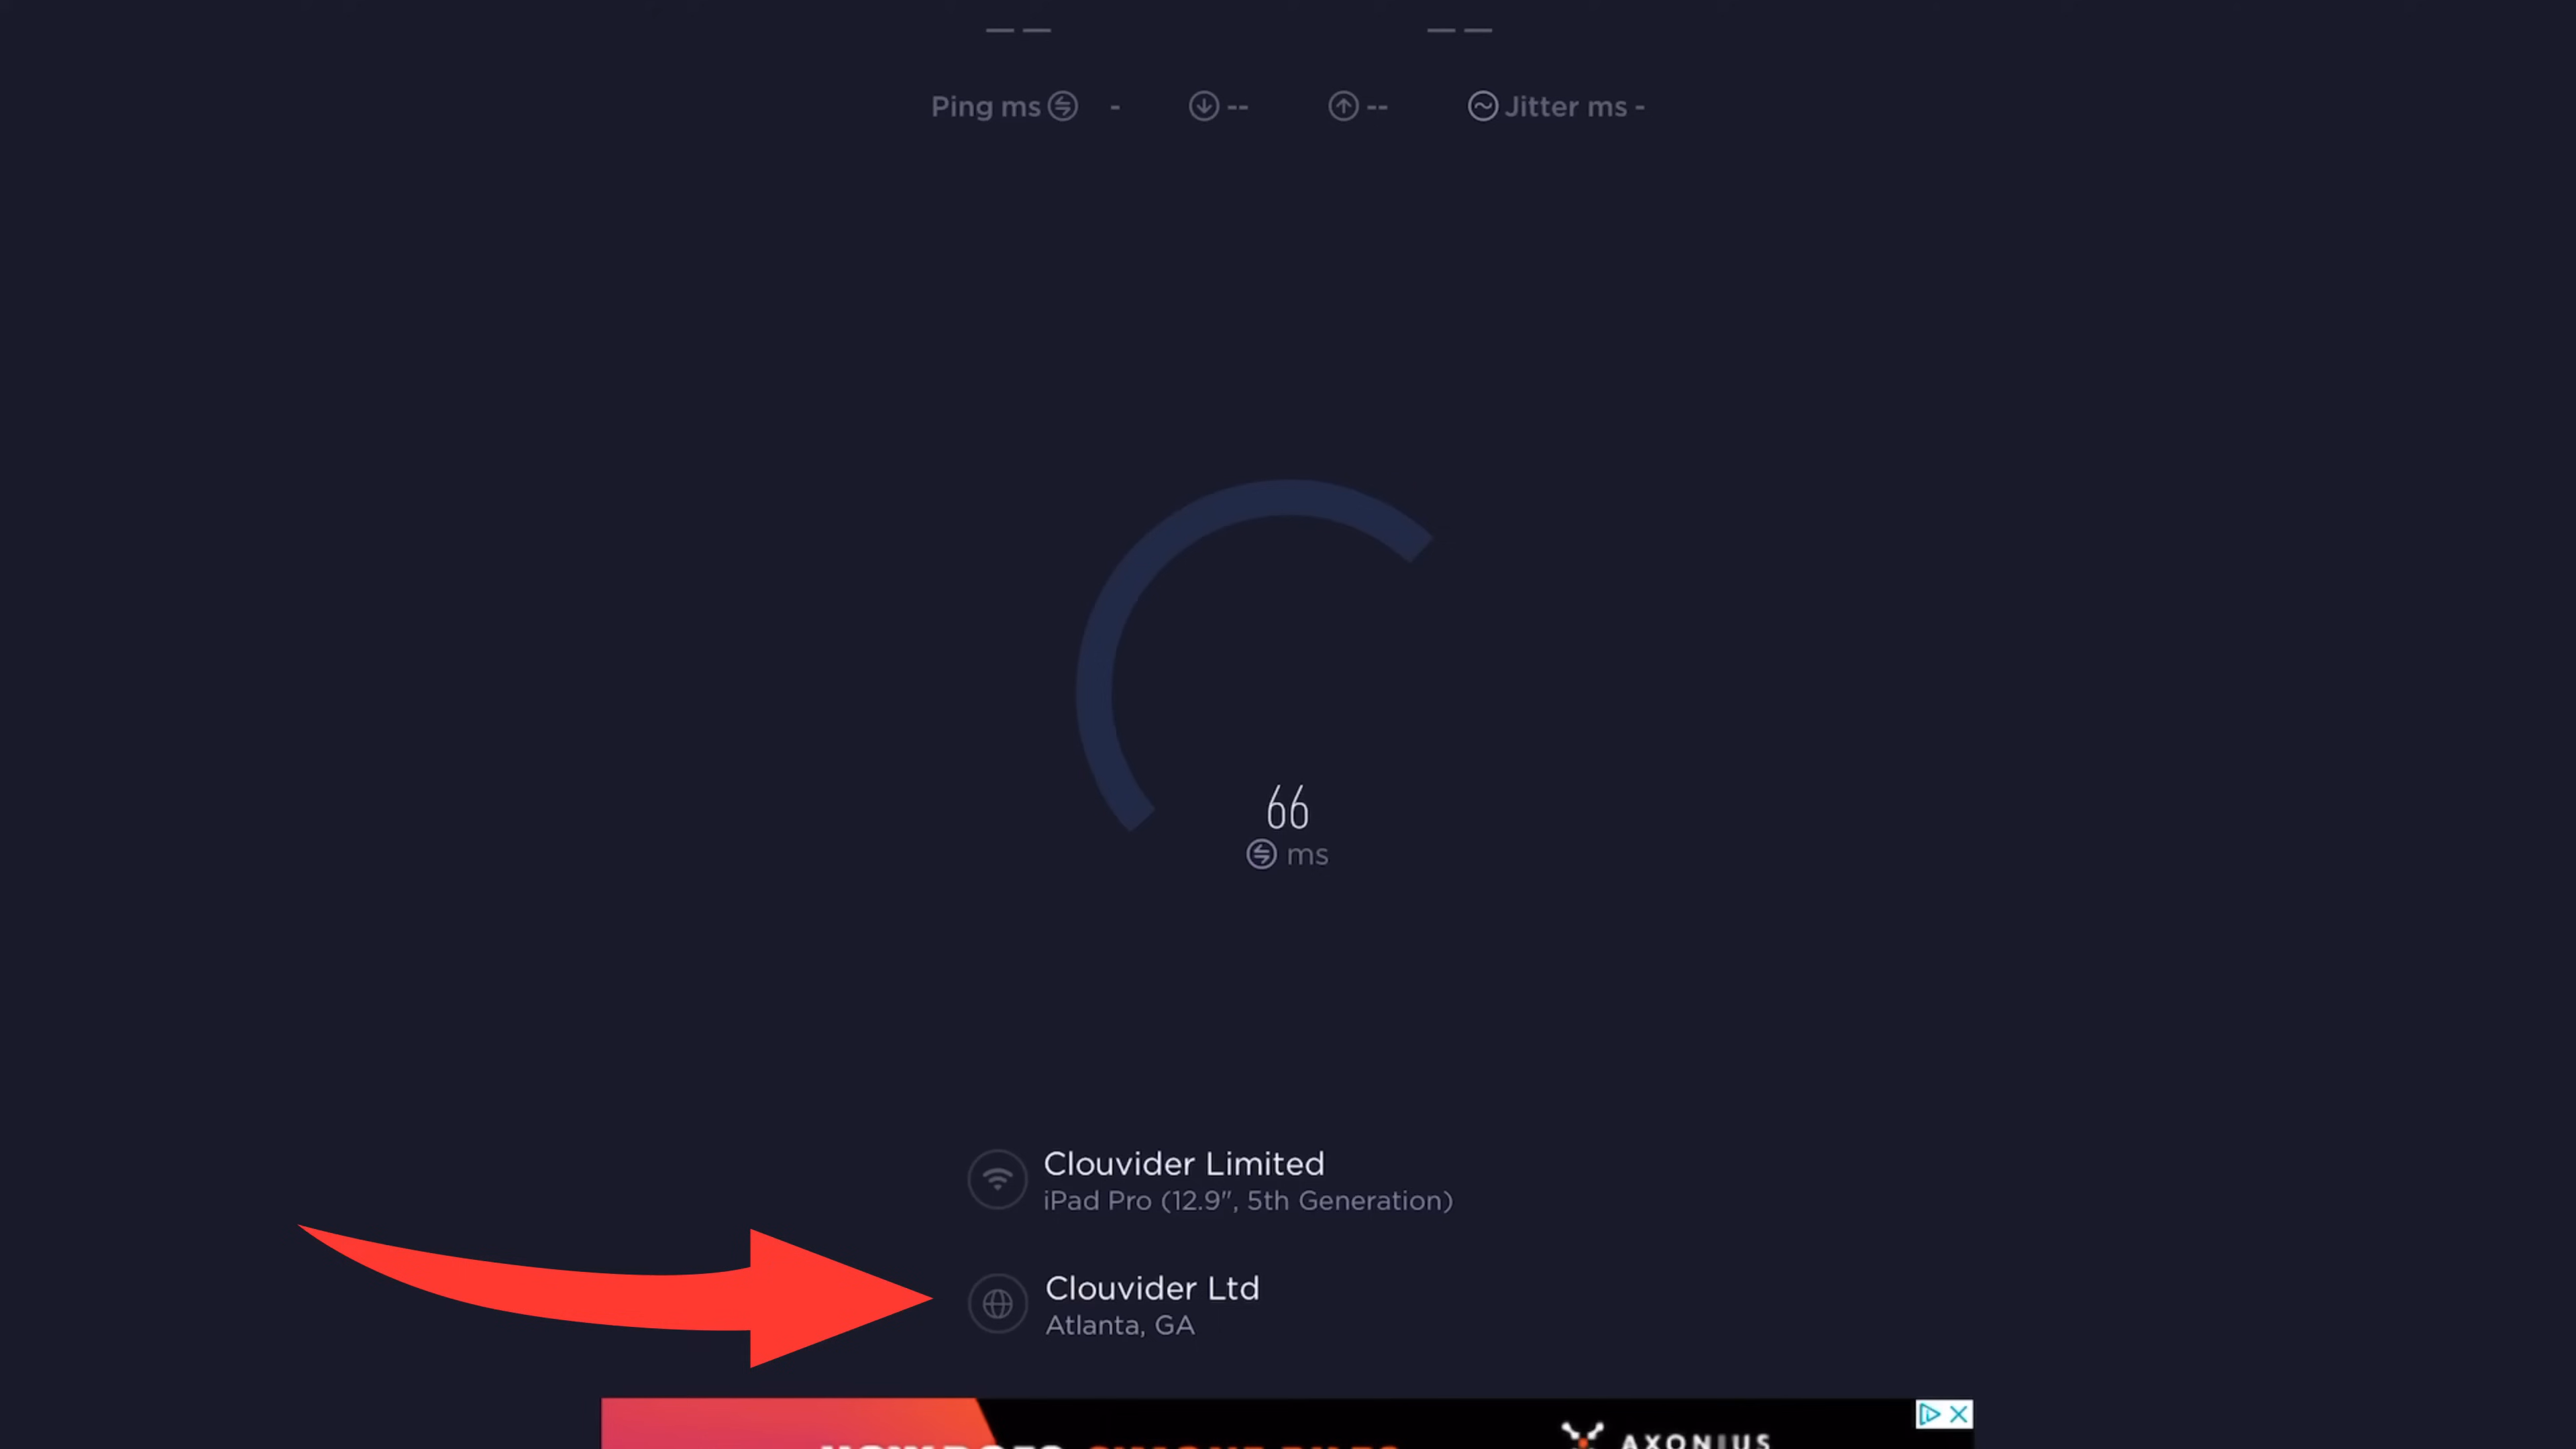 — — — —
Ping ms - -- -- Jitter ms -
66
ms
Clouvider Limited
iPad Pro (12.9", 5th Generation)
Clouvider Ltd
Atlanta, GA
AXONIUS